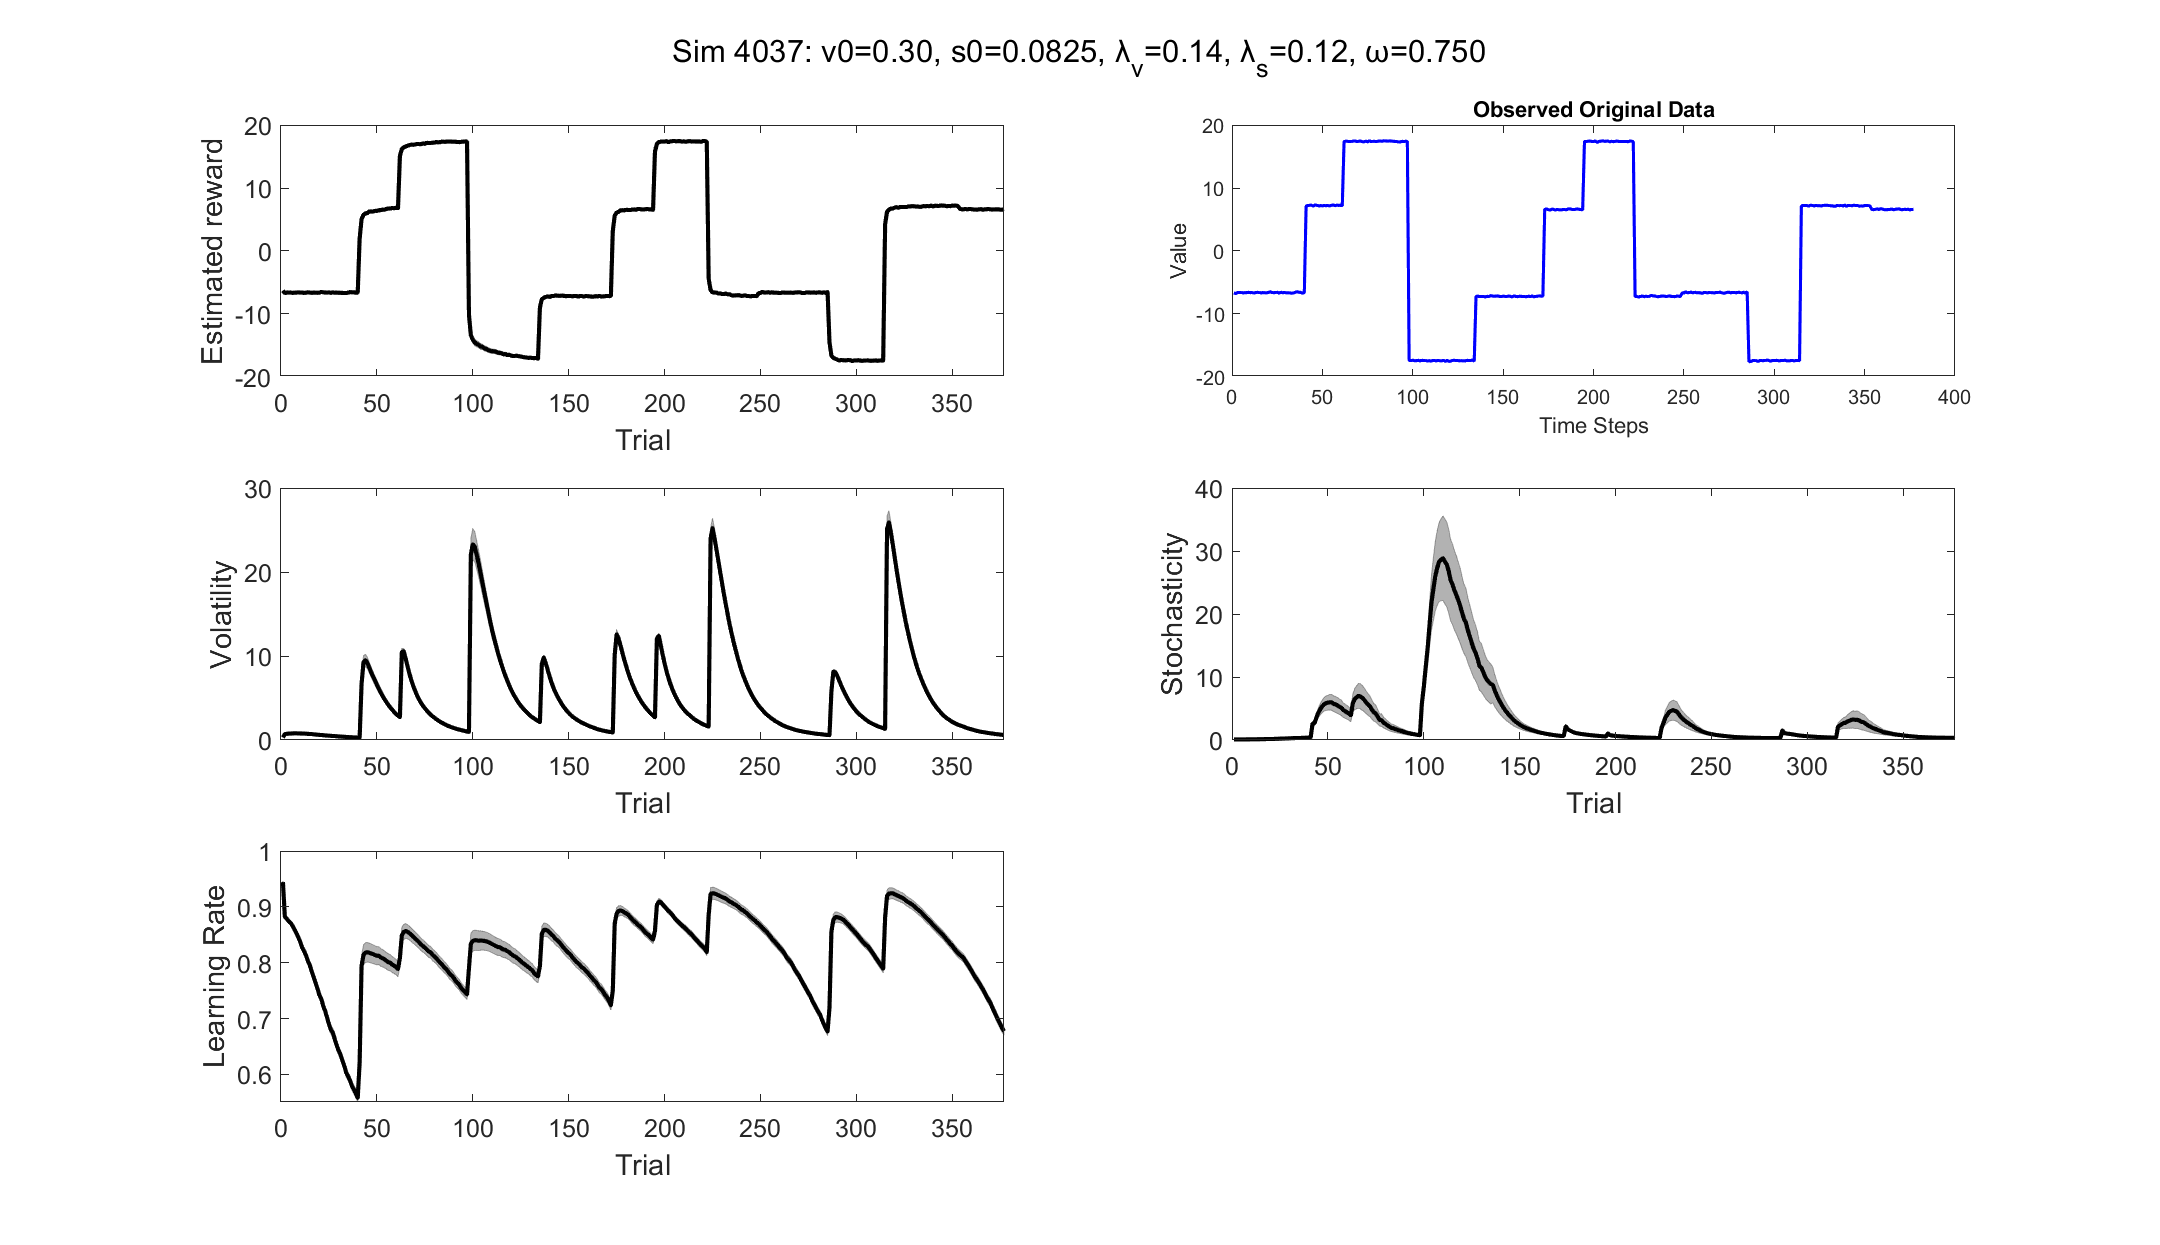 Sim 4037: v0=0.30, s0=0.0825, λ_v=0.14, λ_s=0.12, ω=0.750
20
10
0
-10
-20
Estimated reward
0 50 100 150 200 250 300 350
Trial
Observed Original Data
20
10
0
-10
-20
Value
0 50 100 150 200 250 300 350 400
Time Steps
30
20
10
0
Volatility
0 50 100 150 200 250 300 350
Trial
40
30
20
10
0
Stochasticity
0 50 100 150 200 250 300 350
Trial
1
0.9
0.8
0.7
0.6
Learning Rate
0 50 100 150 200 250 300 350
Trial